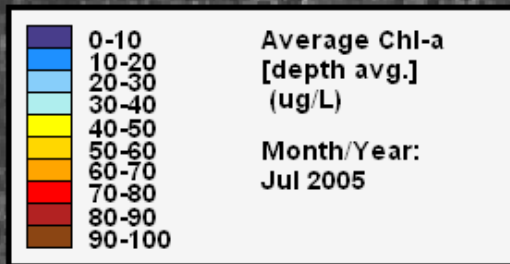 0-10
10-20
20-30
30-40
40-50
50-60
60-70
70-80
80-90
90-100
Average Chl-a
[depth avg.]
(ug/L)
Month/Year:
Jul 2005